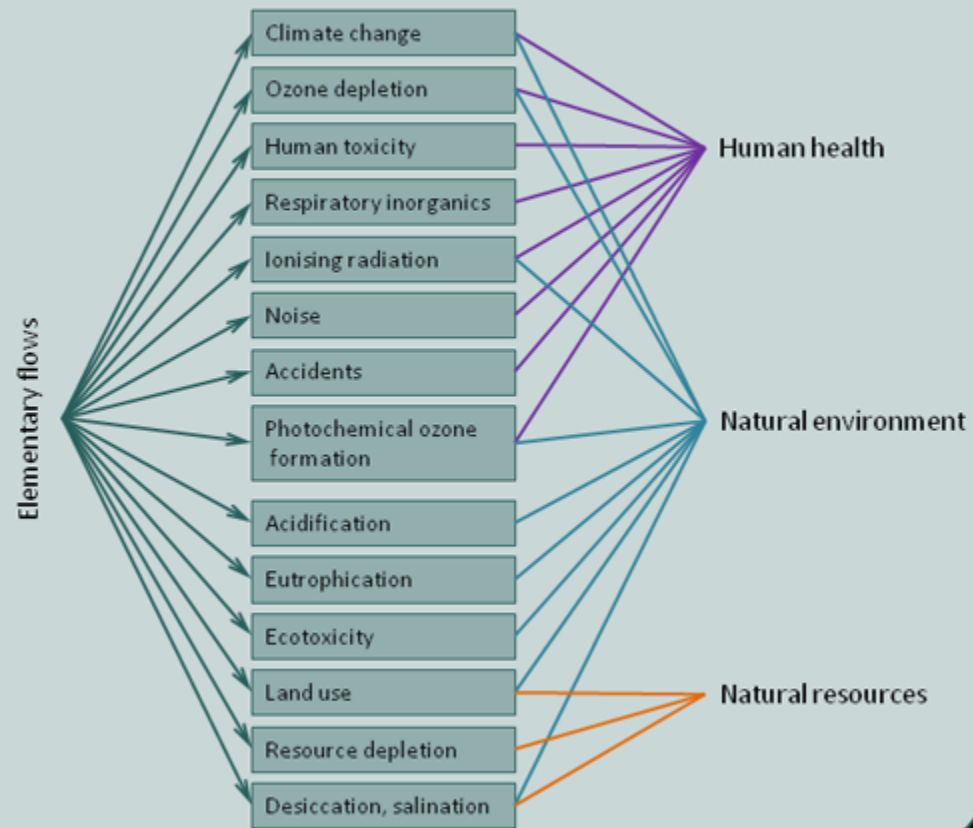 Elementary flows
Climate change
Ozone depletion
Human toxicity
Respiratory inorganics
Ionising radiation
Noise
Accidents
Photochemical ozone
formation
Acidification
Eutrophication
Ecotoxicity
Land use
Resource depletion
Desiccation, salination
Human health
Natural environment
Natural resources